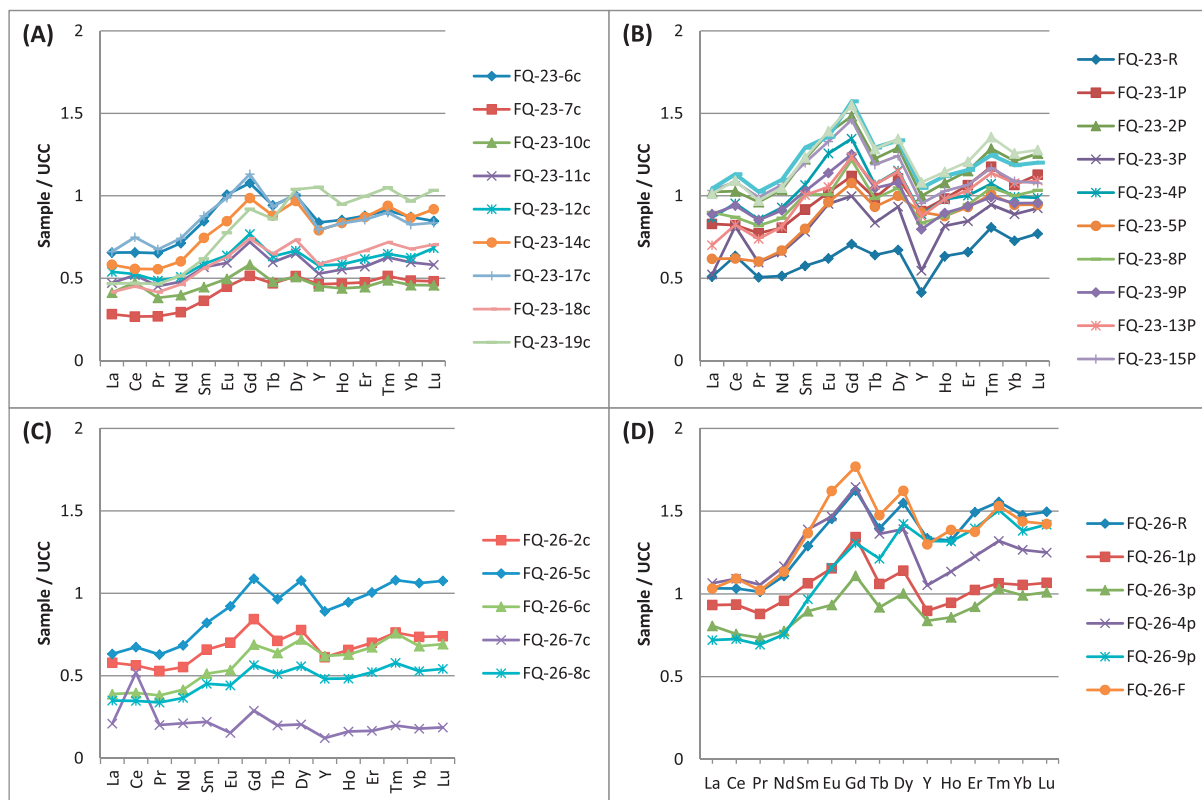 (A)
Sample / UCC
2
1.5
1
0.5
0
La Ce Pr Nd Sm Eu Gd Tb Dy Y Ho Er Tm Yb Lu
FQ-23-6c
FQ-23-7c
FQ-23-10c
FQ-23-11c
FQ-23-12c
FQ-23-14c
FQ-23-17c
FQ-23-18c
FQ-23-19c
(B)
Sample / UCC
2
1.5
1
0.5
0
La Ce Pr Nd Sm Eu Gd Tb Dy Y Ho Er Tm Yb Lu
FQ-23-R
FQ-23-1P
FQ-23-2P
FQ-23-3P
FQ-23-4P
FQ-23-5P
FQ-23-8P
FQ-23-9P
FQ-23-13P
FQ-23-15P
(C)
Sample / UCC
2
1.5
1
0.5
0
La Ce Pr Nd Sm Eu Gd Tb Dy Y Ho Er Tm Yb Lu
FQ-26-2c
FQ-26-5c
FQ-26-6c
FQ-26-7c
FQ-26-8c
(D)
Sample / UCC
2
1.5
1
0.5
0
La Ce Pr Nd Sm Eu Gd Tb Dy Y Ho Er Tm Yb Lu
FQ-26-R
FQ-26-1p
FQ-26-3p
FQ-26-4p
FQ-26-9p
FQ-26-F